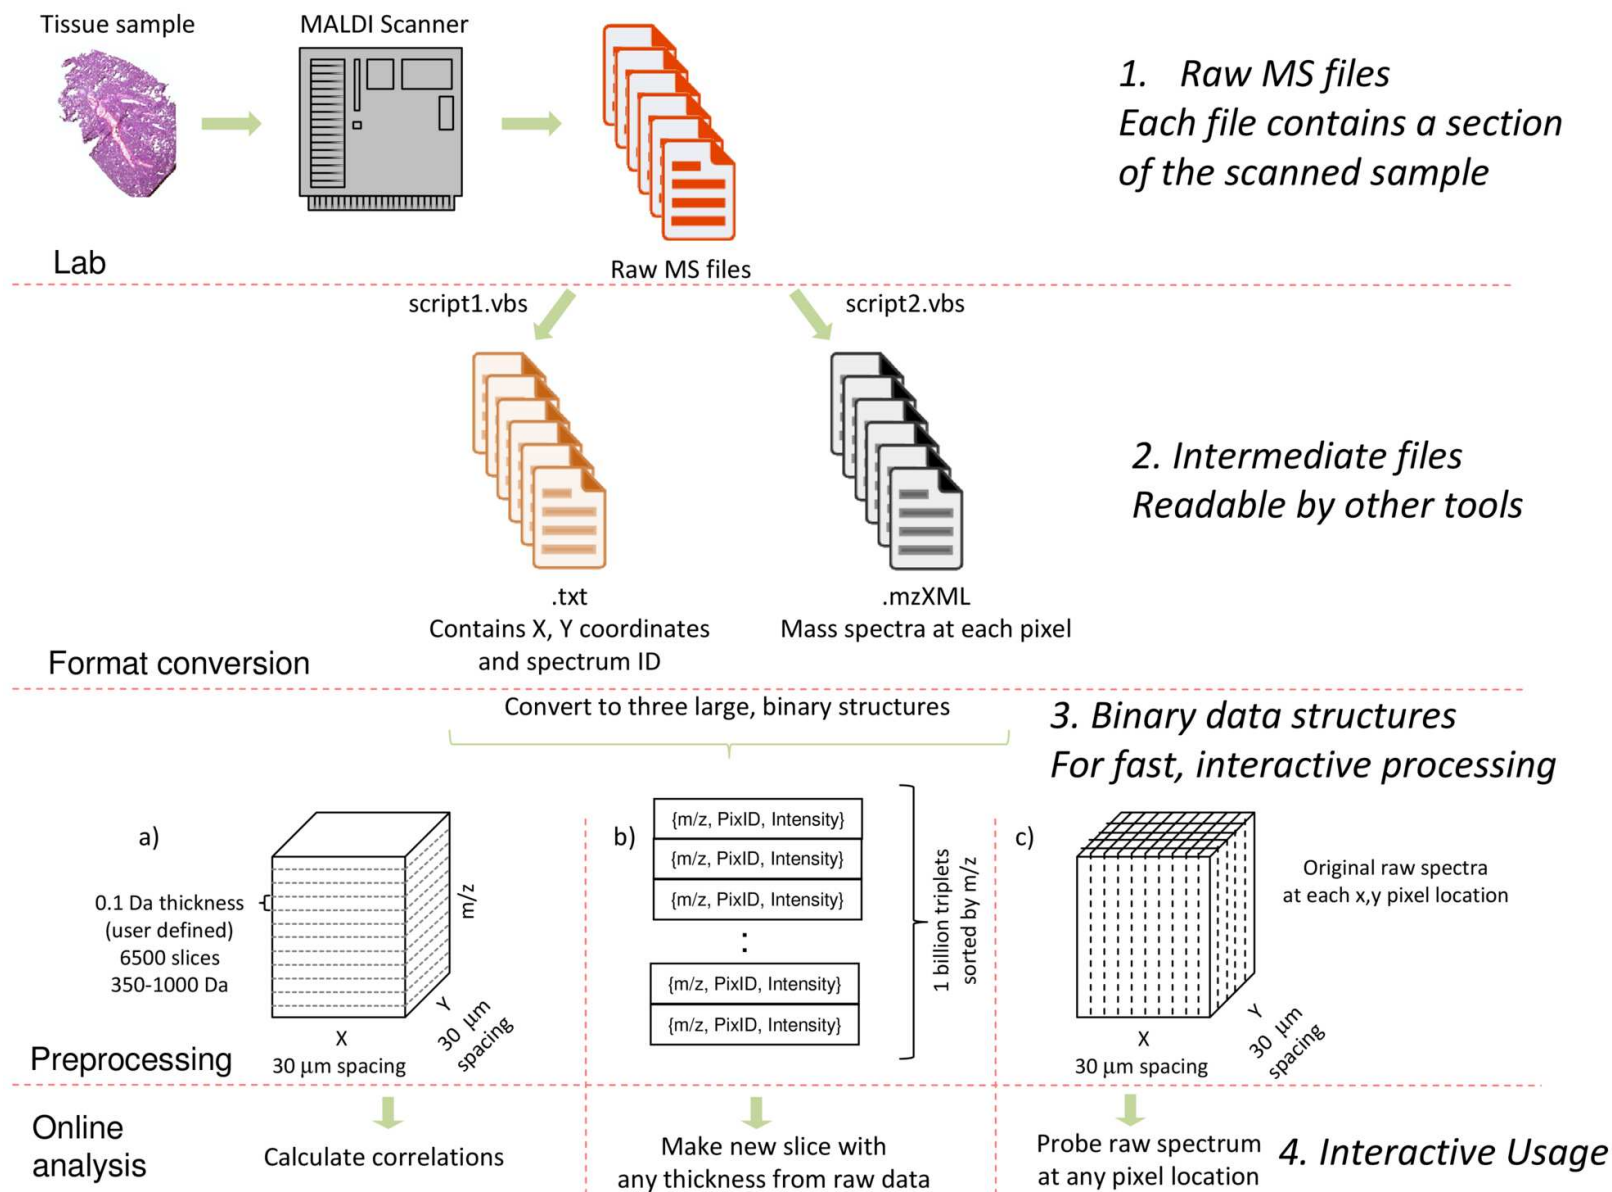 Tissue sample
MALDI Scanner
1. Raw MS files
Each file contains a section
of the scanned sample
Lab
Raw MS files
script1.vbs
script2.vbs
2. Intermediate files
Readable by other tools
.txt
Contains X, Y coordinates
and spectrum ID
.mzXML
Mass spectra at each pixel
Format conversion
Convert to three large, binary structures
3. Binary data structures
For fast, interactive processing
a)
0.1 Da thickness
(user defined)
6500 slices
350-1000 Da
m/z
X
30 µm spacing
Y
30 µm
spacing
b)
{m/z, PixID, Intensity}
{m/z, PixID, Intensity}
{m/z, PixID, Intensity}
:
{m/z, PixID, Intensity}
{m/z, PixID, Intensity}
1 billion triplets
sorted by m/z
c)
Original raw spectra
at each x,y pixel location
X
30 µm spacing
Y
30 µm
spacing
Preprocessing
Online
analysis
Calculate correlations
Make new slice with
any thickness from raw data
Probe raw spectrum
at any pixel location
4. Interactive Usage